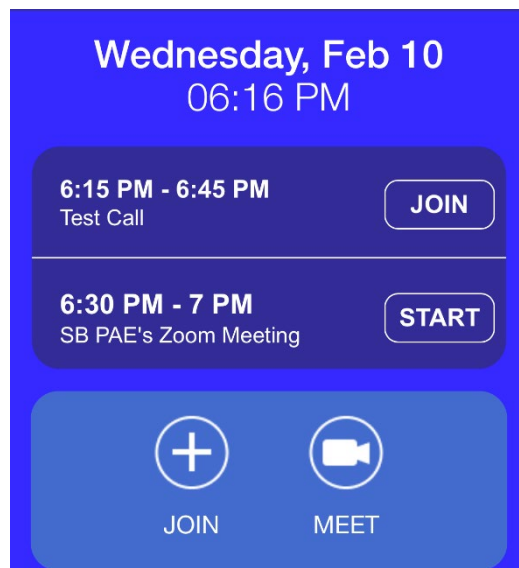 Wednesday, Feb 10
06:16 PM
6:15 PM - 6:45 PM
Test Call
JOIN
6:30 PM - 7 PM
SB PAE's Zoom Meeting
START
JOIN
MEET